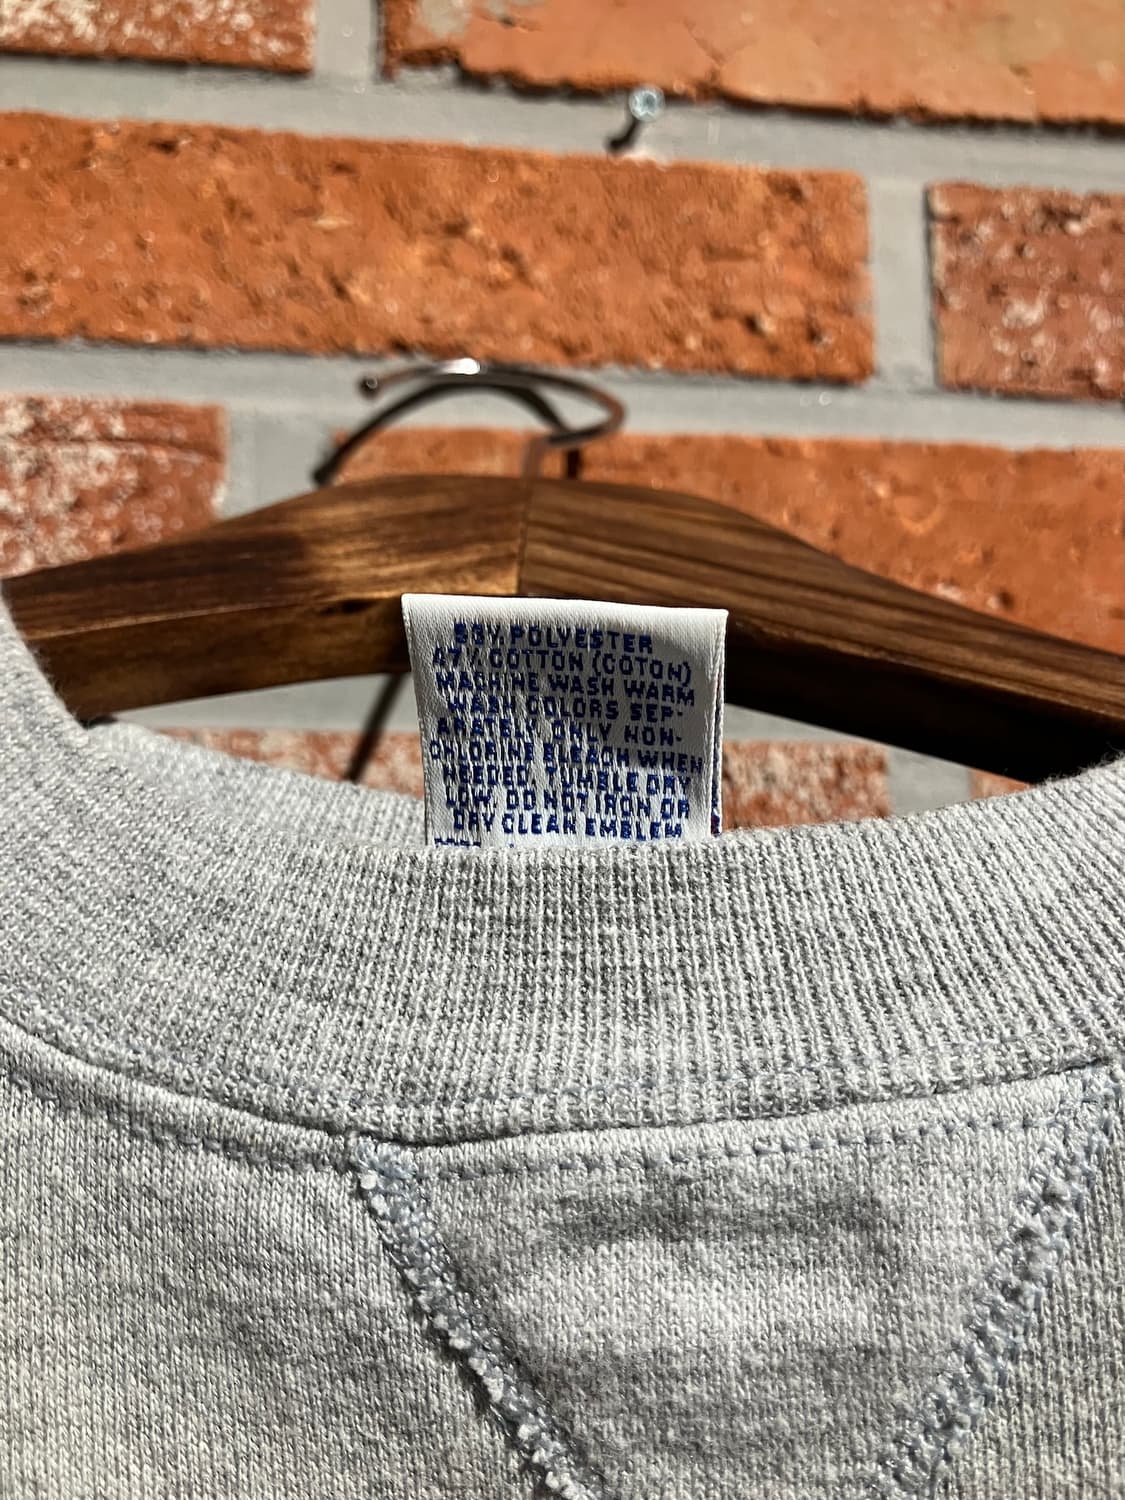 53% POLYESTER
47% COTTON (COTON)
MACHINE WASH WARM
WASH COLORS SEP-
ARATELY. ONLY NON-
CHLORINE BLEACH WHEN
NEEDED. TUMBLE DRY
LOW. DO NOT IRON OR
DRY CLEAN EMBLEM